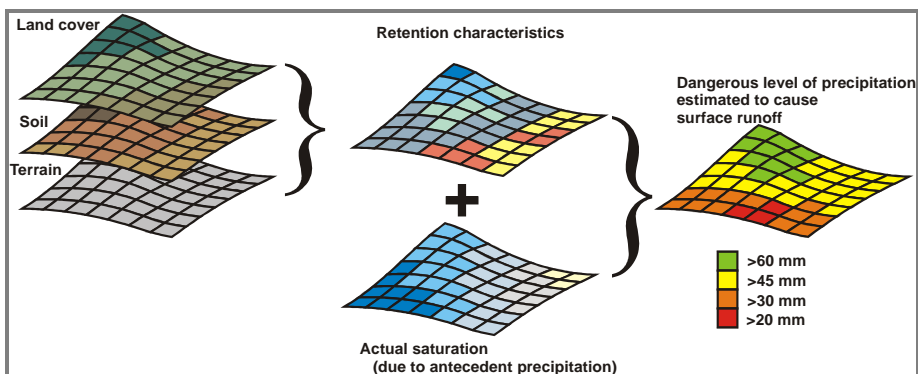 Land cover
Soil
Terrain
Retention characteristics
Actual saturation
(due to antecedent precipitation)
Dangerous level of precipitation
estimated to cause
surface runoff
>60 mm
>45 mm
>30 mm
>20 mm